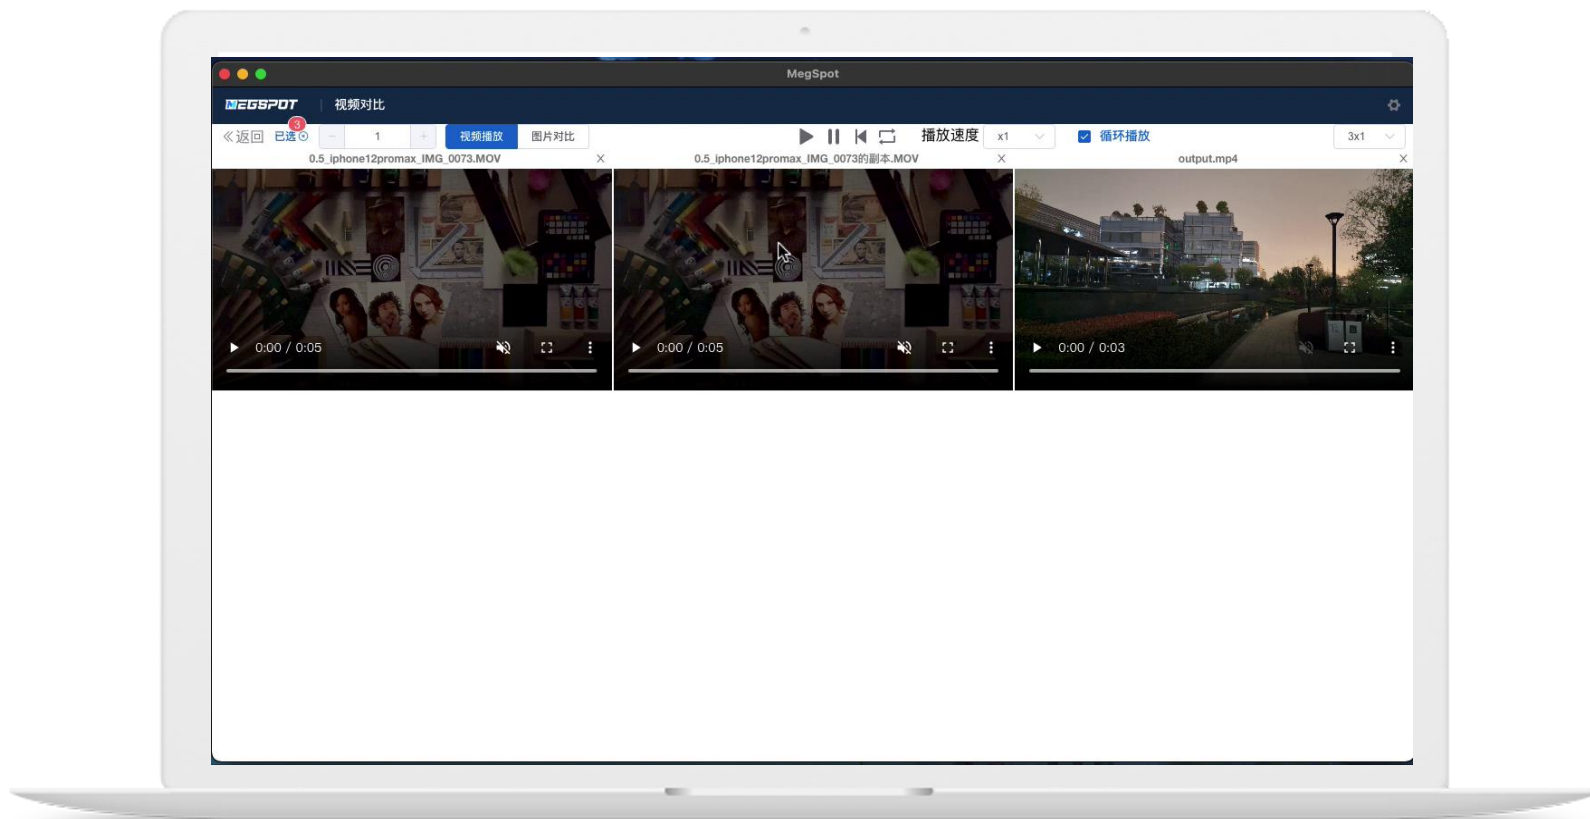 MegSpot
MEGSPOT 视频对比
返回 已选 3 1 视频播放 图片对比 播放速度 x1 循环播放 3x1
0.5_iphone12promax_IMG_0073.MOV X 0.5_iphone12promax_IMG_0073的副本.MOV X output.mp4 X
0:00 / 0:05 0:00 / 0:05 0:00 / 0:03